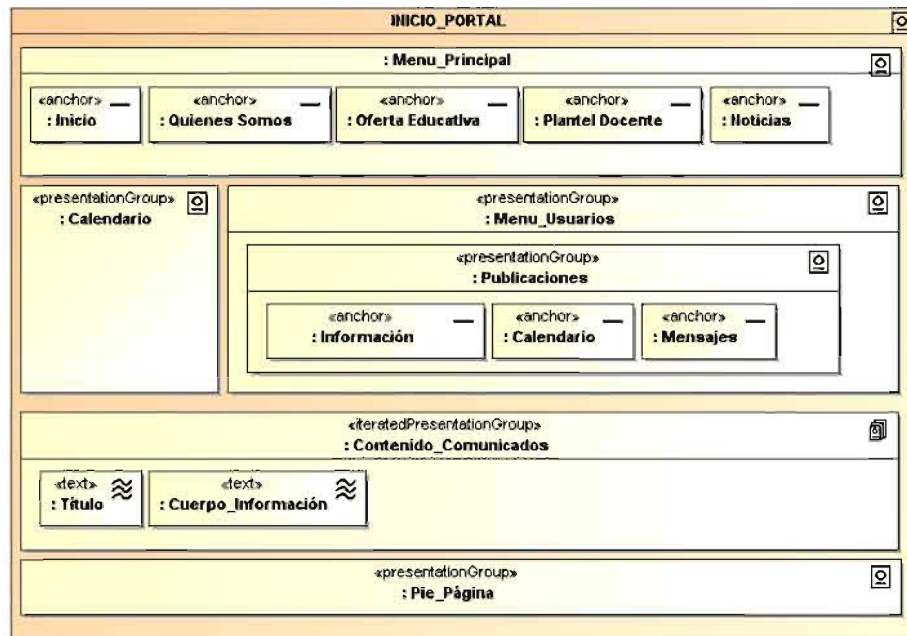 INICIO_PORTAL
: Menu_Principal
«anchor»
: Inicio
«anchor»
: Quienes Somos
«anchor»
: Oferta Educativa
«anchor»
: Plantel Docente
«anchor»
: Noticias
«presentationGroup»
: Calendario
«presentationGroup»
: Menu_Usuarios
«presentationGroup»
: Publicaciones
«anchor»
: Información
«anchor»
: Calendario
«anchor»
: Mensajes
«iteratedPresentationGroup»
: Contenido_Comunicados
«text»
: Título
«text»
: Cuerpo_Información
«presentationGroup»
: Pie_Página